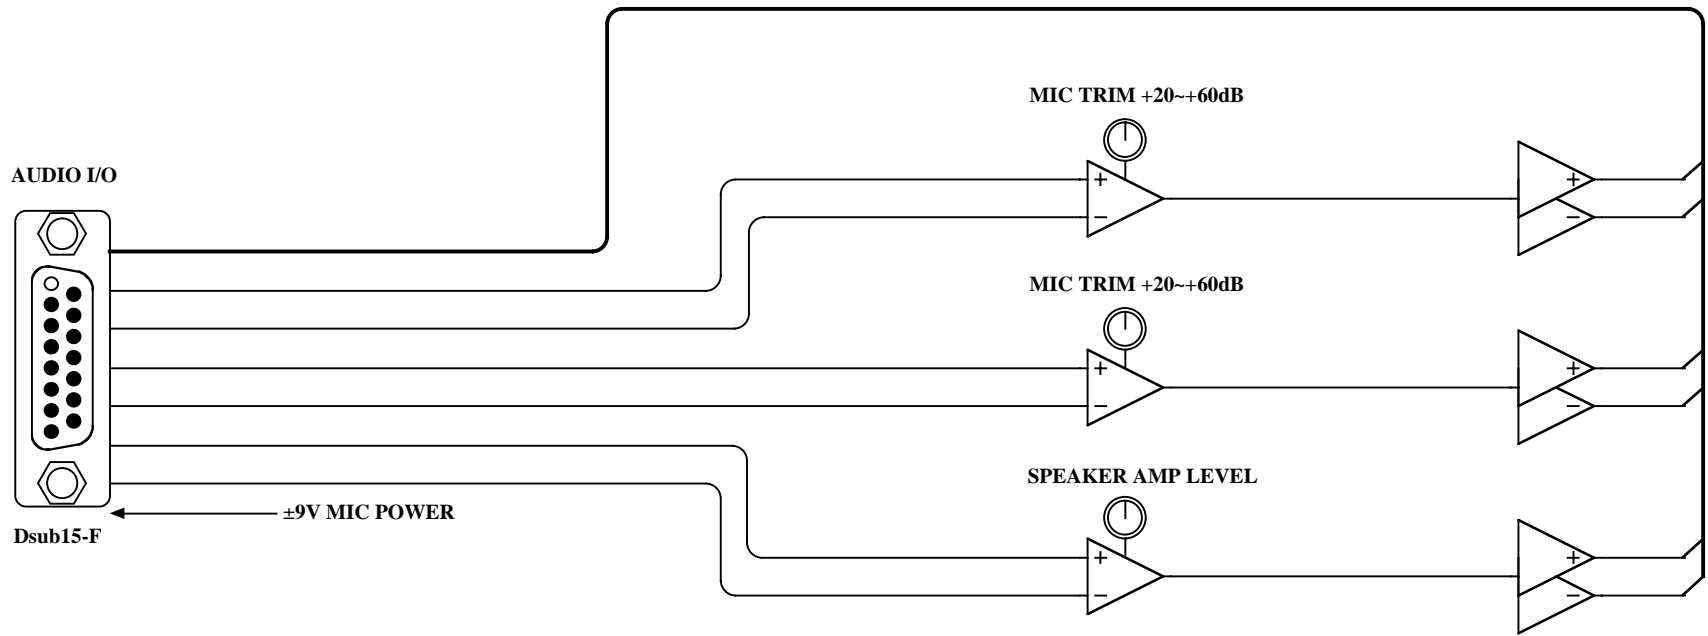 MIC TRIM +20~+60dB
AUDIO I/O
+
−
+
−
MIC TRIM +20~+60dB
+
−
+
−
SPEAKER AMP LEVEL
±9V MIC POWER
Dsub15-F
+
−
+
−